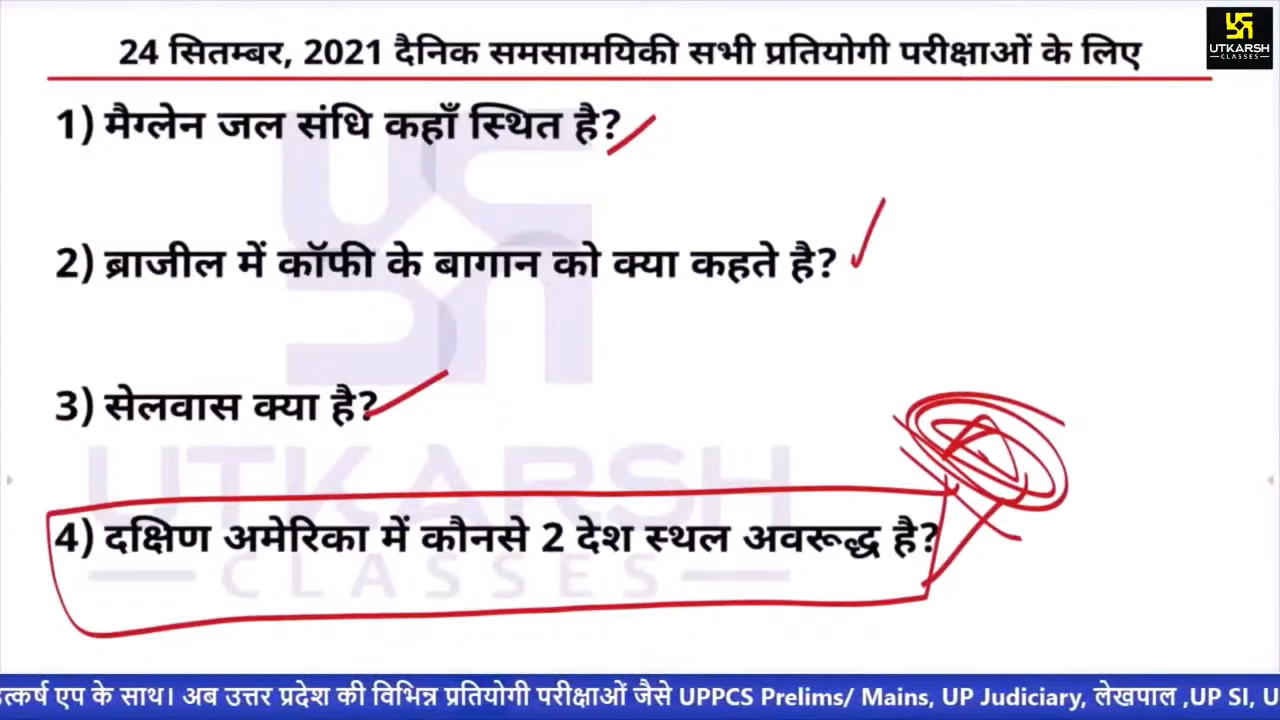 UTKARSH
CLASSES
24 सितम्बर, 2021 दैनिक समसामयिकी सभी प्रतियोगी परीक्षाओं के लिए
1) मैग्लेन जल संधि कहाँ स्थित है?
2) ब्राजील में कॉफी के बागान को क्या कहते है?
3) सेलवास क्या है?
UTKARSH
4) दक्षिण अमेरिका में कौनसे 2 देश स्थल अवरूद्ध है?
CLASSES
त्कर्ष एप के साथ। अब उत्तर प्रदेश की विभिन्न प्रतियोगी परीक्षाओं जैसे UPPCS Prelims/ Mains, UP Judiciary, लेखपाल ,UP SI, U